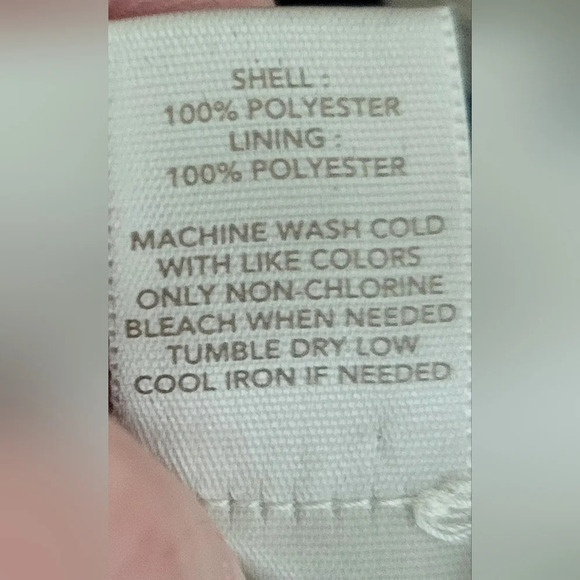 SHELL :
100% POLYESTER
LINING :
100% POLYESTER
MACHINE WASH COLD
WITH LIKE COLORS
ONLY NON-CHLORINE
BLEACH WHEN NEEDED
TUMBLE DRY LOW
COOL IRON IF NEEDED